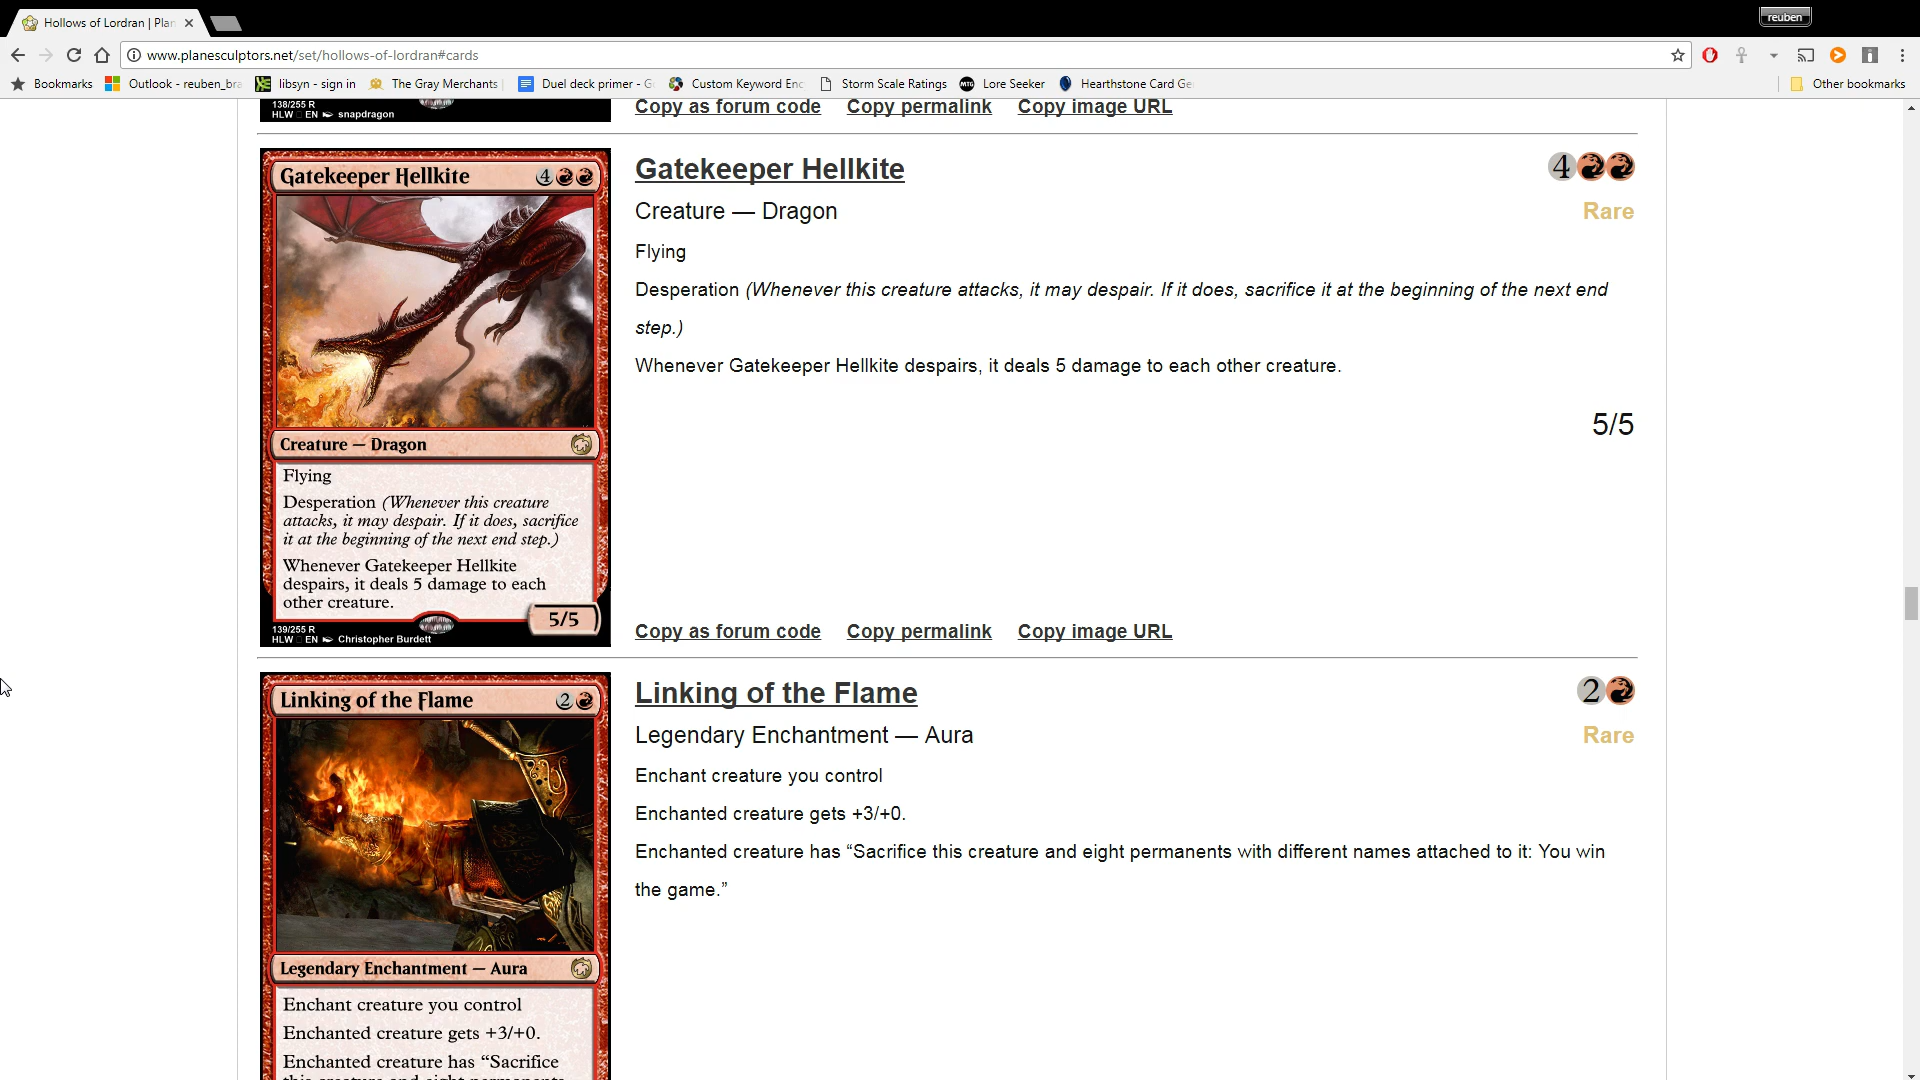 Hollows of Lordran | Plan
reuben
www.planesculptors.net/set/hollows-of-lordran#cards
Bookmarks Outlook - reuben_bra libsyn - sign in The Gray Merchants Duel deck primer - G Custom Keyword Enc Storm Scale Ratings Lore Seeker Hearthstone Card Ge Other bookmarks
138/255 R
HLW EN snapdragon
Copy as forum code Copy permalink Copy image URL
Gatekeeper Hellkite 4
Creature — Dragon
Flying
Desperation (Whenever this creature
attacks, it may despair. If it does, sacrifice
it at the beginning of the next end step.)
Whenever Gatekeeper Hellkite
despairs, it deals 5 damage to each
other creature.
5/5
139/255 R
HLW EN Christopher Burdett
Gatekeeper Hellkite 4
Creature — Dragon Rare
Flying
Desperation (Whenever this creature attacks, it may despair. If it does, sacrifice it at the beginning of the next end
step.)
Whenever Gatekeeper Hellkite despairs, it deals 5 damage to each other creature.
5/5
Copy as forum code Copy permalink Copy image URL
Linking of the Flame 2
Legendary Enchantment — Aura
Enchant creature you control
Enchanted creature gets +3/+0.
Enchanted creature has “Sacrifice
this creature and eight permanents
Linking of the Flame 2
Legendary Enchantment — Aura Rare
Enchant creature you control
Enchanted creature gets +3/+0.
Enchanted creature has “Sacrifice this creature and eight permanents with different names attached to it: You win
the game.”